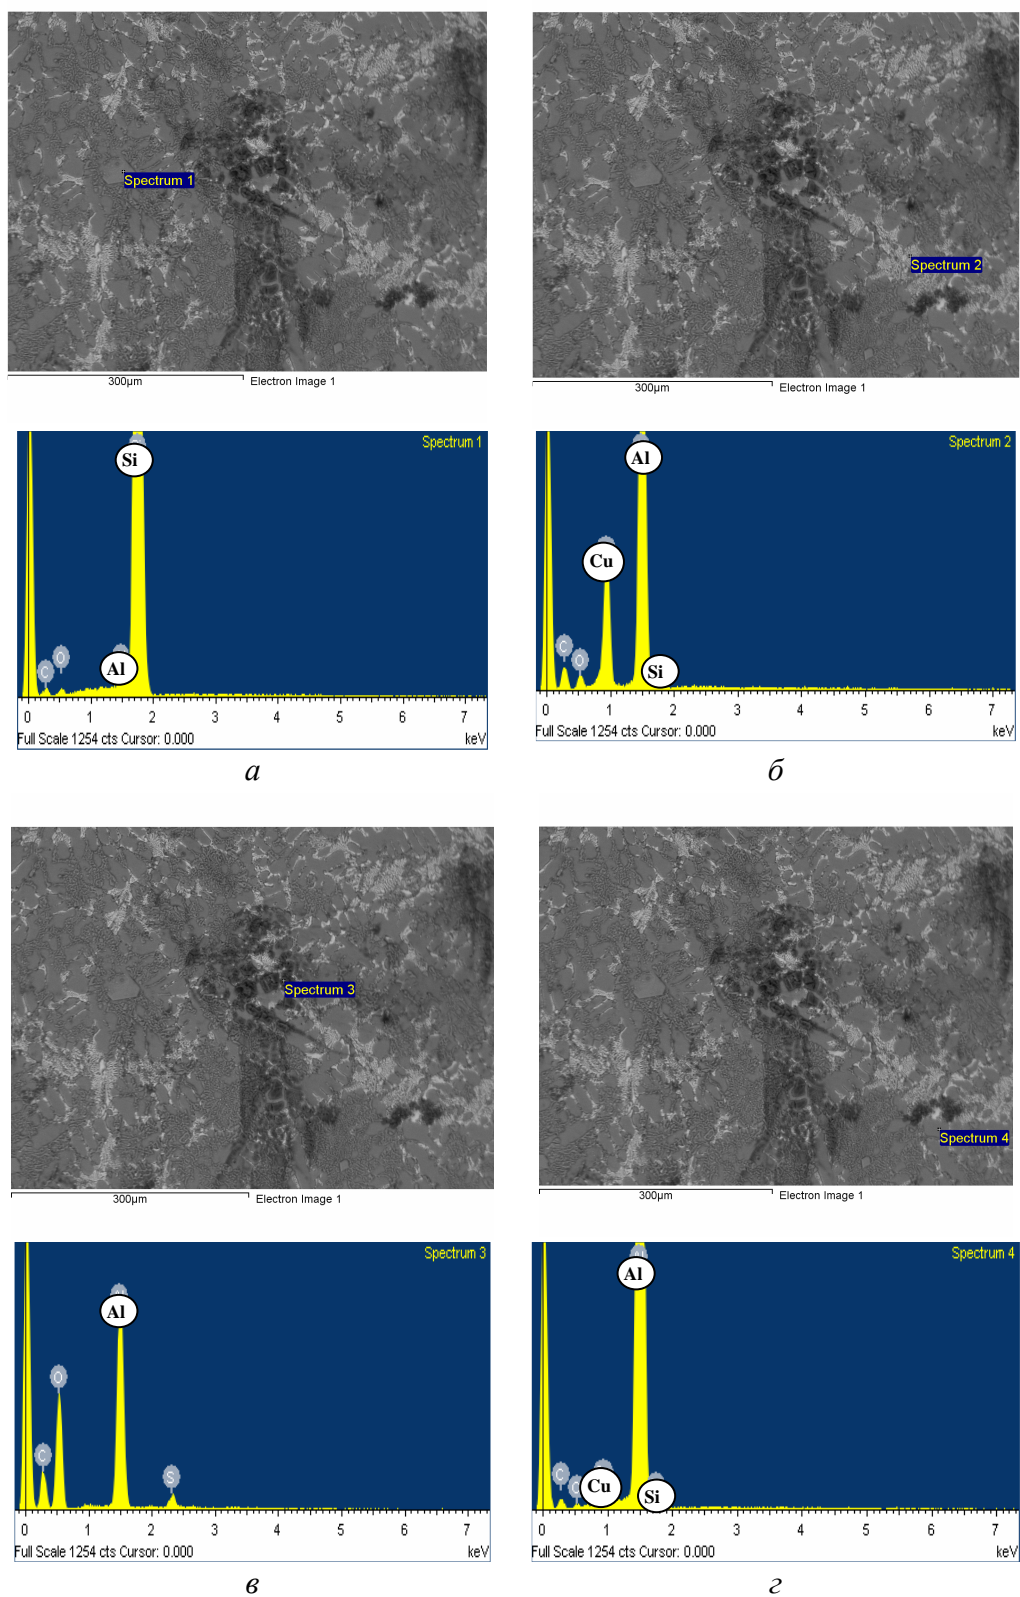 Spectrum 1
300µm Electron Image 1
Spectrum 2
300µm Electron Image 1
Spectrum 1
Si
Al
C O
0 1 2 3 4 5 6 7
Full Scale 1254 cts Cursor: 0.000 keV
а
Spectrum 2
Al
Cu
C O
Si
0 1 2 3 4 5 6 7
Full Scale 1254 cts Cursor: 0.000 keV
б
Spectrum 3
300µm Electron Image 1
Spectrum 4
300µm Electron Image 1
Spectrum 3
Al
O
C
S
0 1 2 3 4 5 6 7
Full Scale 1254 cts Cursor: 0.000 keV
в
Spectrum 4
Al
C
Cu
Si
0 1 2 3 4 5 6 7
Full Scale 1254 cts Cursor: 0.000 keV
г